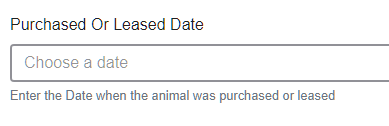 Purchased Or Leased Date
Choose a date
Enter the Date when the animal was purchased or leased